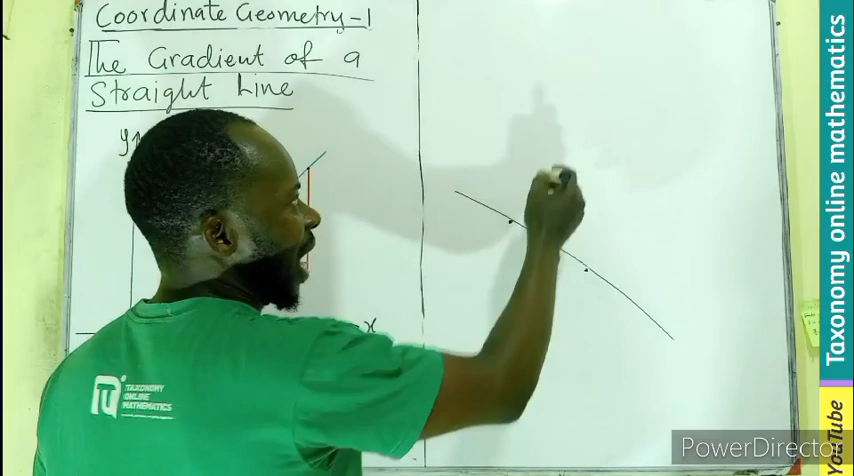 Coordinate Geometry-1
The Gradient of a
Straight Line
y
x
TAXONOMY
ONLINE
MATHEMATICS
Taxonomy online mathematics
YouTube
PowerDirector